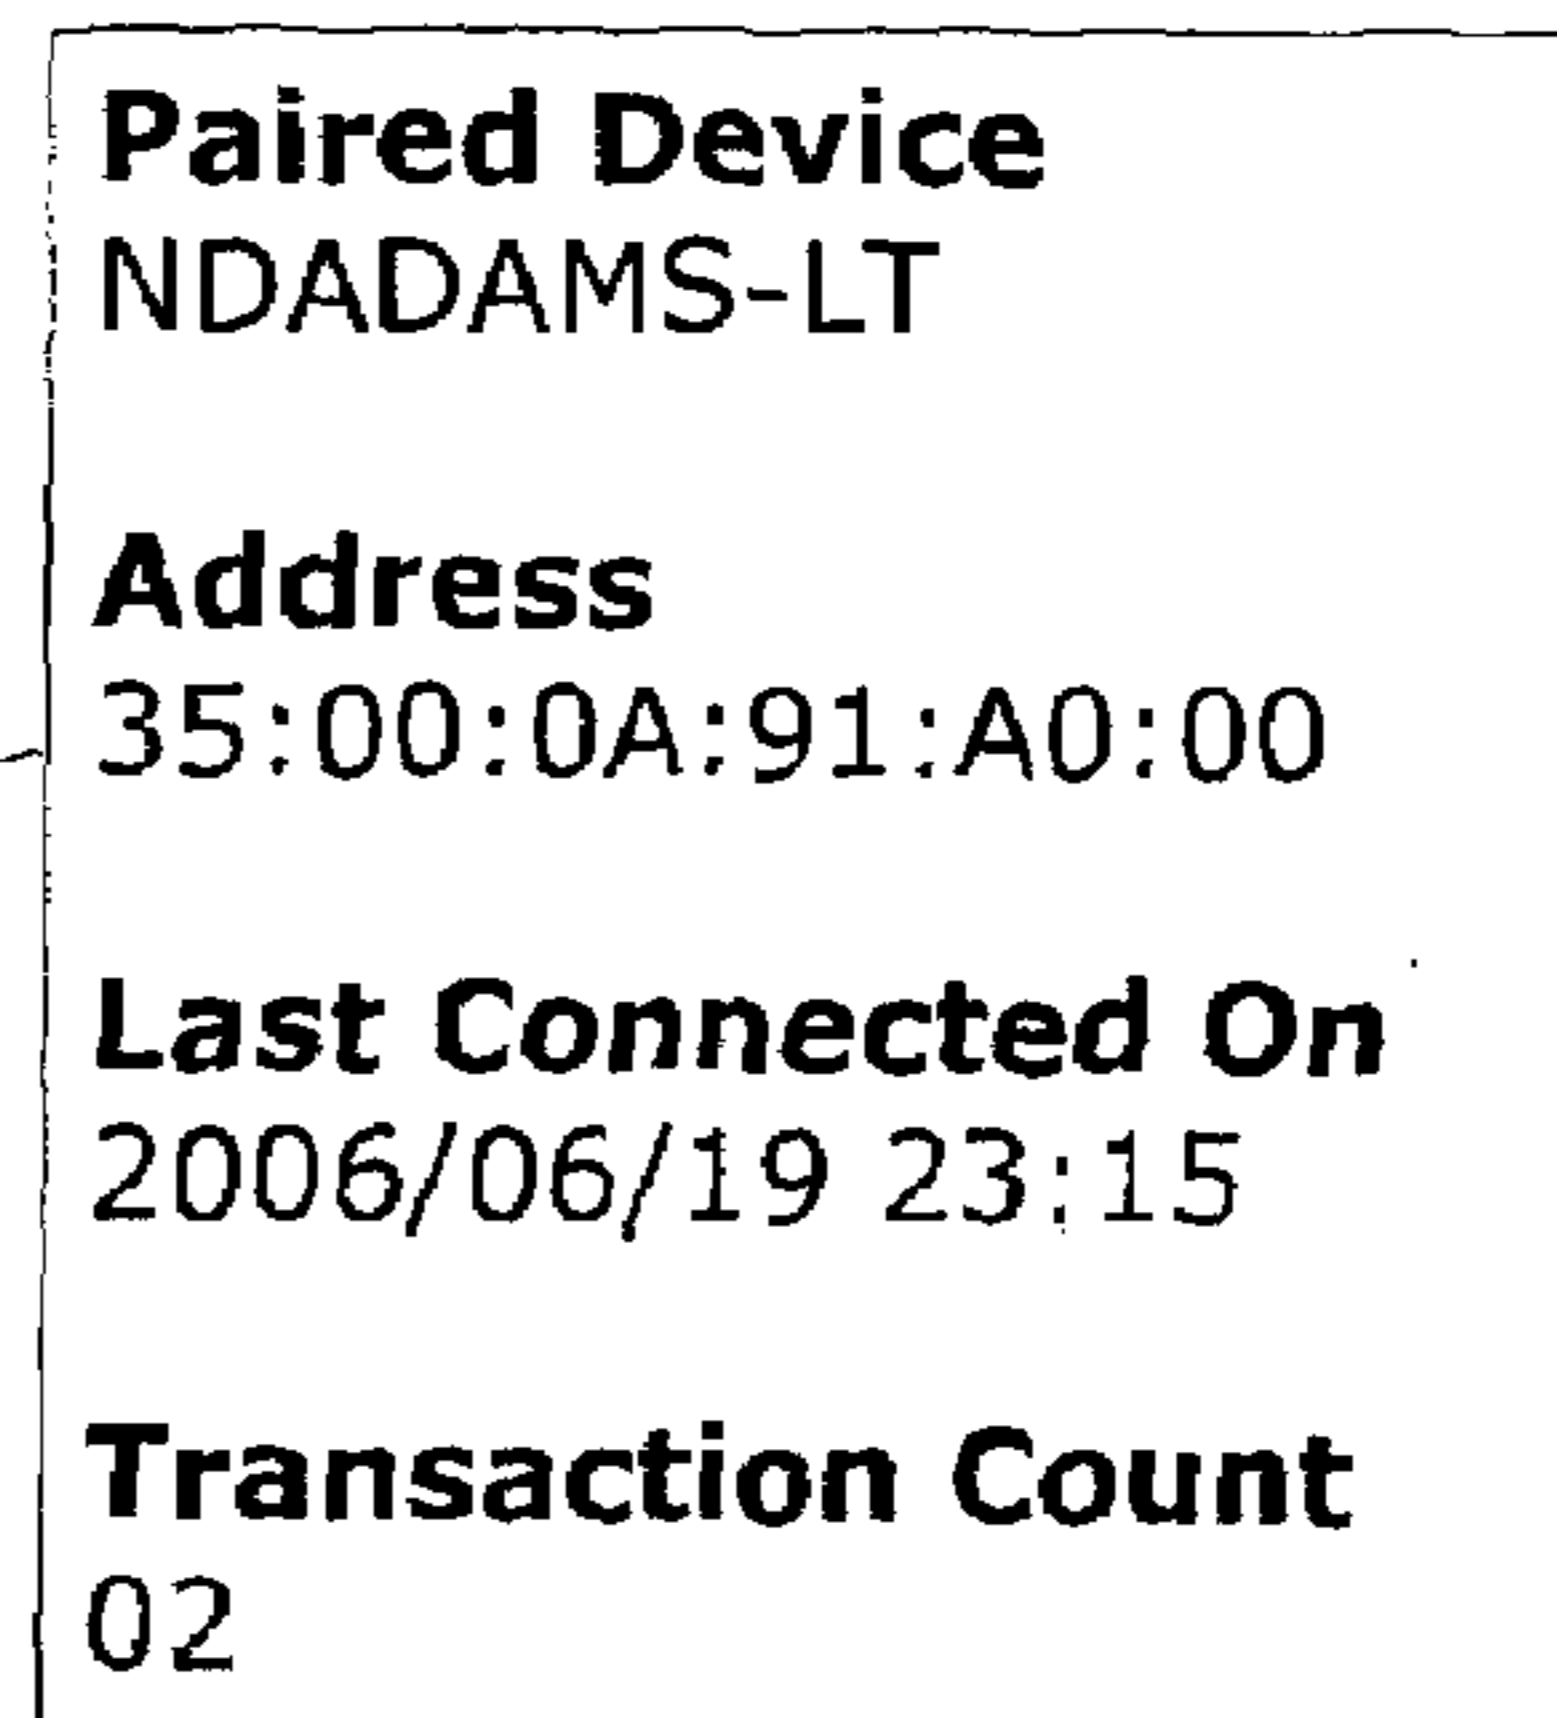 Paired Device
NDADAMS-LT
Address
35:00:0A:91:A0:00
Last Connected On
2006/06/19 23:15
Transaction Count
02